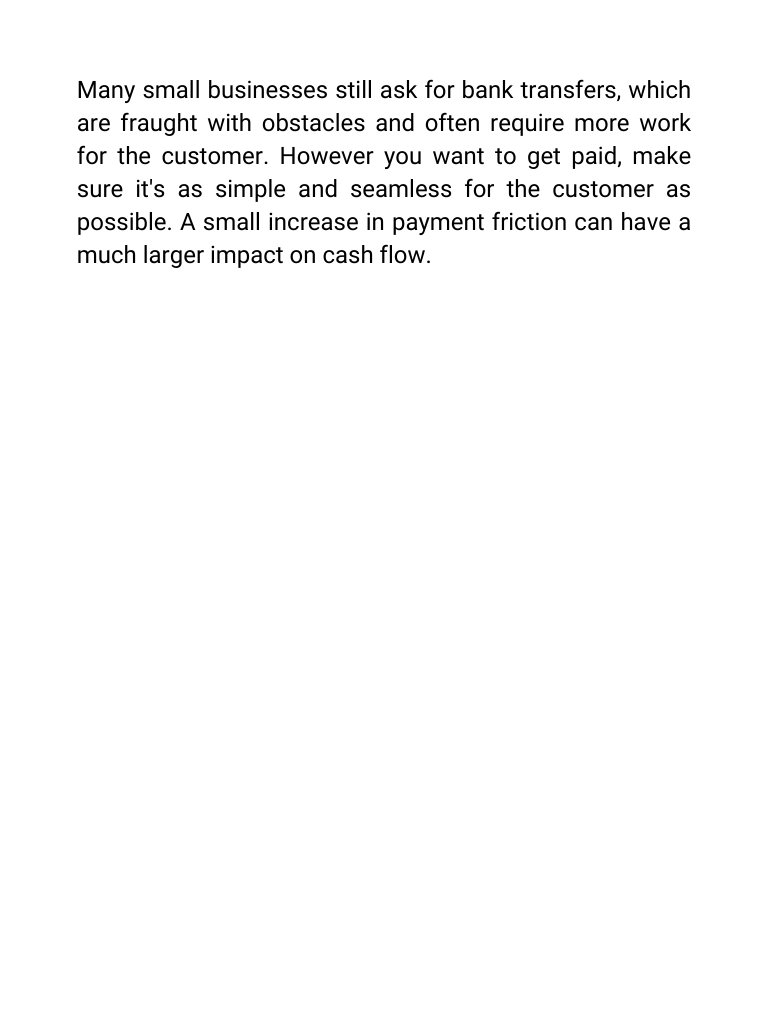 Many small businesses still ask for bank transfers, which
are fraught with obstacles and often require more work
for the customer. However you want to get paid, make
sure it's as simple and seamless for the customer as
possible. A small increase in payment friction can have a
much larger impact on cash flow.